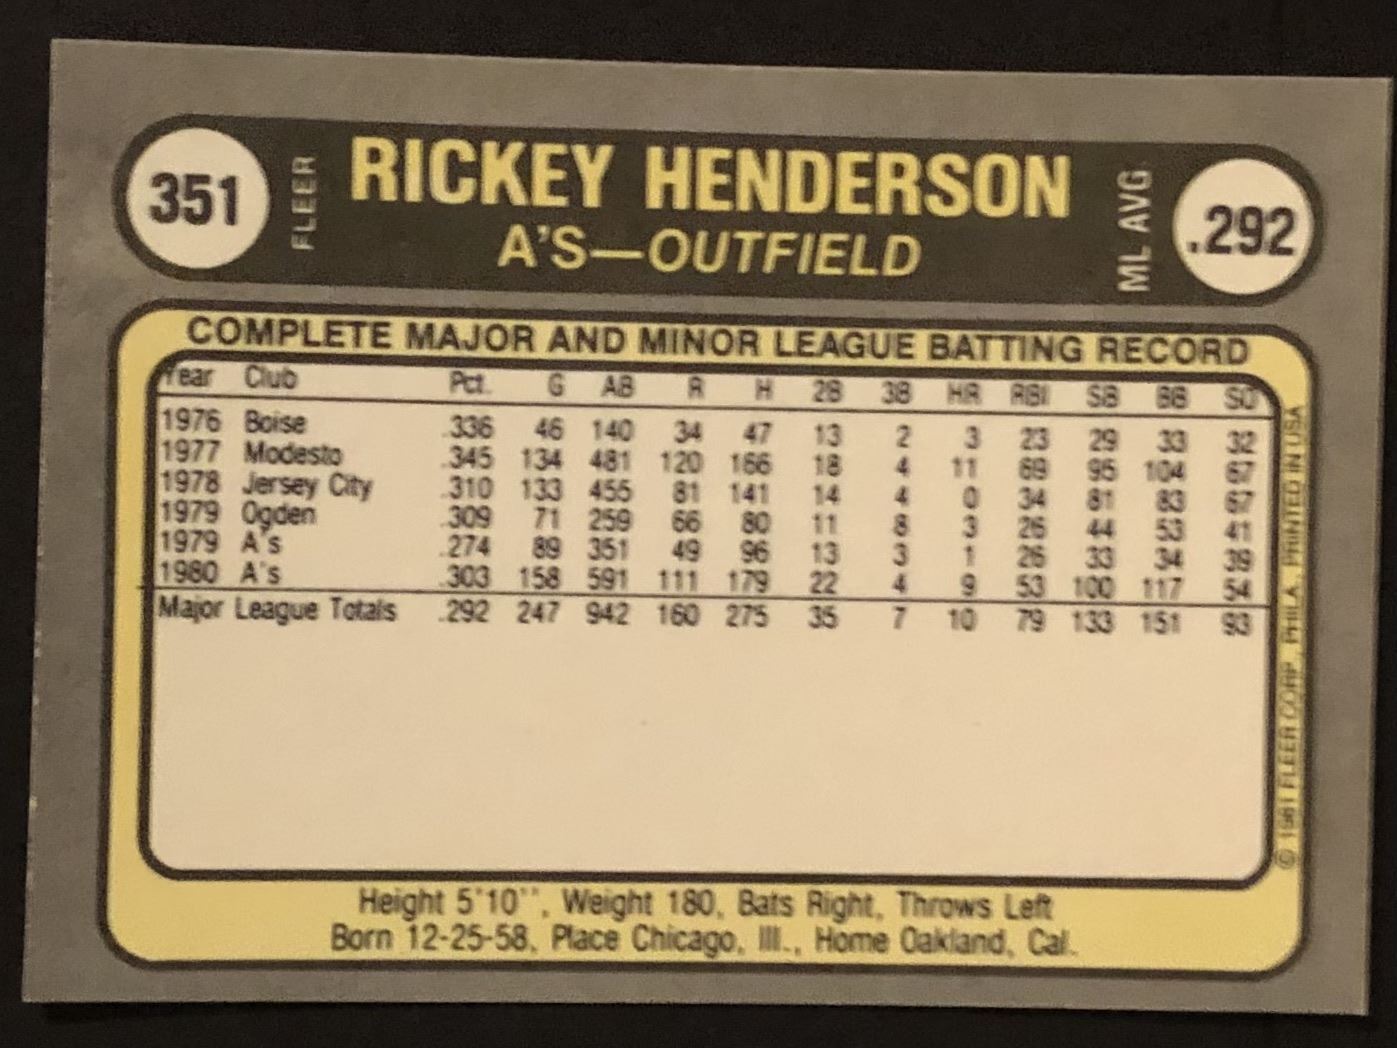 351 FLEER RICKEY HENDERSON ML AVG. .292
A'S—OUTFIELD
COMPLETE MAJOR AND MINOR LEAGUE BATTING RECORD
Year Club Pct. G AB R H 2B 3B HR RBI SB BB SO
1976 Boise .336 46 140 34 47 13 2 3 23 29 33 32
1977 Modesto .345 134 481 120 166 18 4 11 69 95 104 67
1978 Jersey City .310 133 455 81 141 14 4 0 34 81 83 67
1979 Ogden .309 71 259 66 80 11 8 3 26 44 53 41
1979 A's .274 89 351 49 96 13 3 1 26 33 34 39
1980 A's .303 158 591 111 179 22 4 9 53 100 117 54
Major League Totals .292 247 942 160 275 35 7 10 79 133 151 93
Height 5'10'', Weight 180, Bats Right, Throws Left
Born 12-25-58, Place Chicago, Ill., Home Oakland, Cal.
© 1981 FLEER CORP., PHILA. PRINTED IN USA